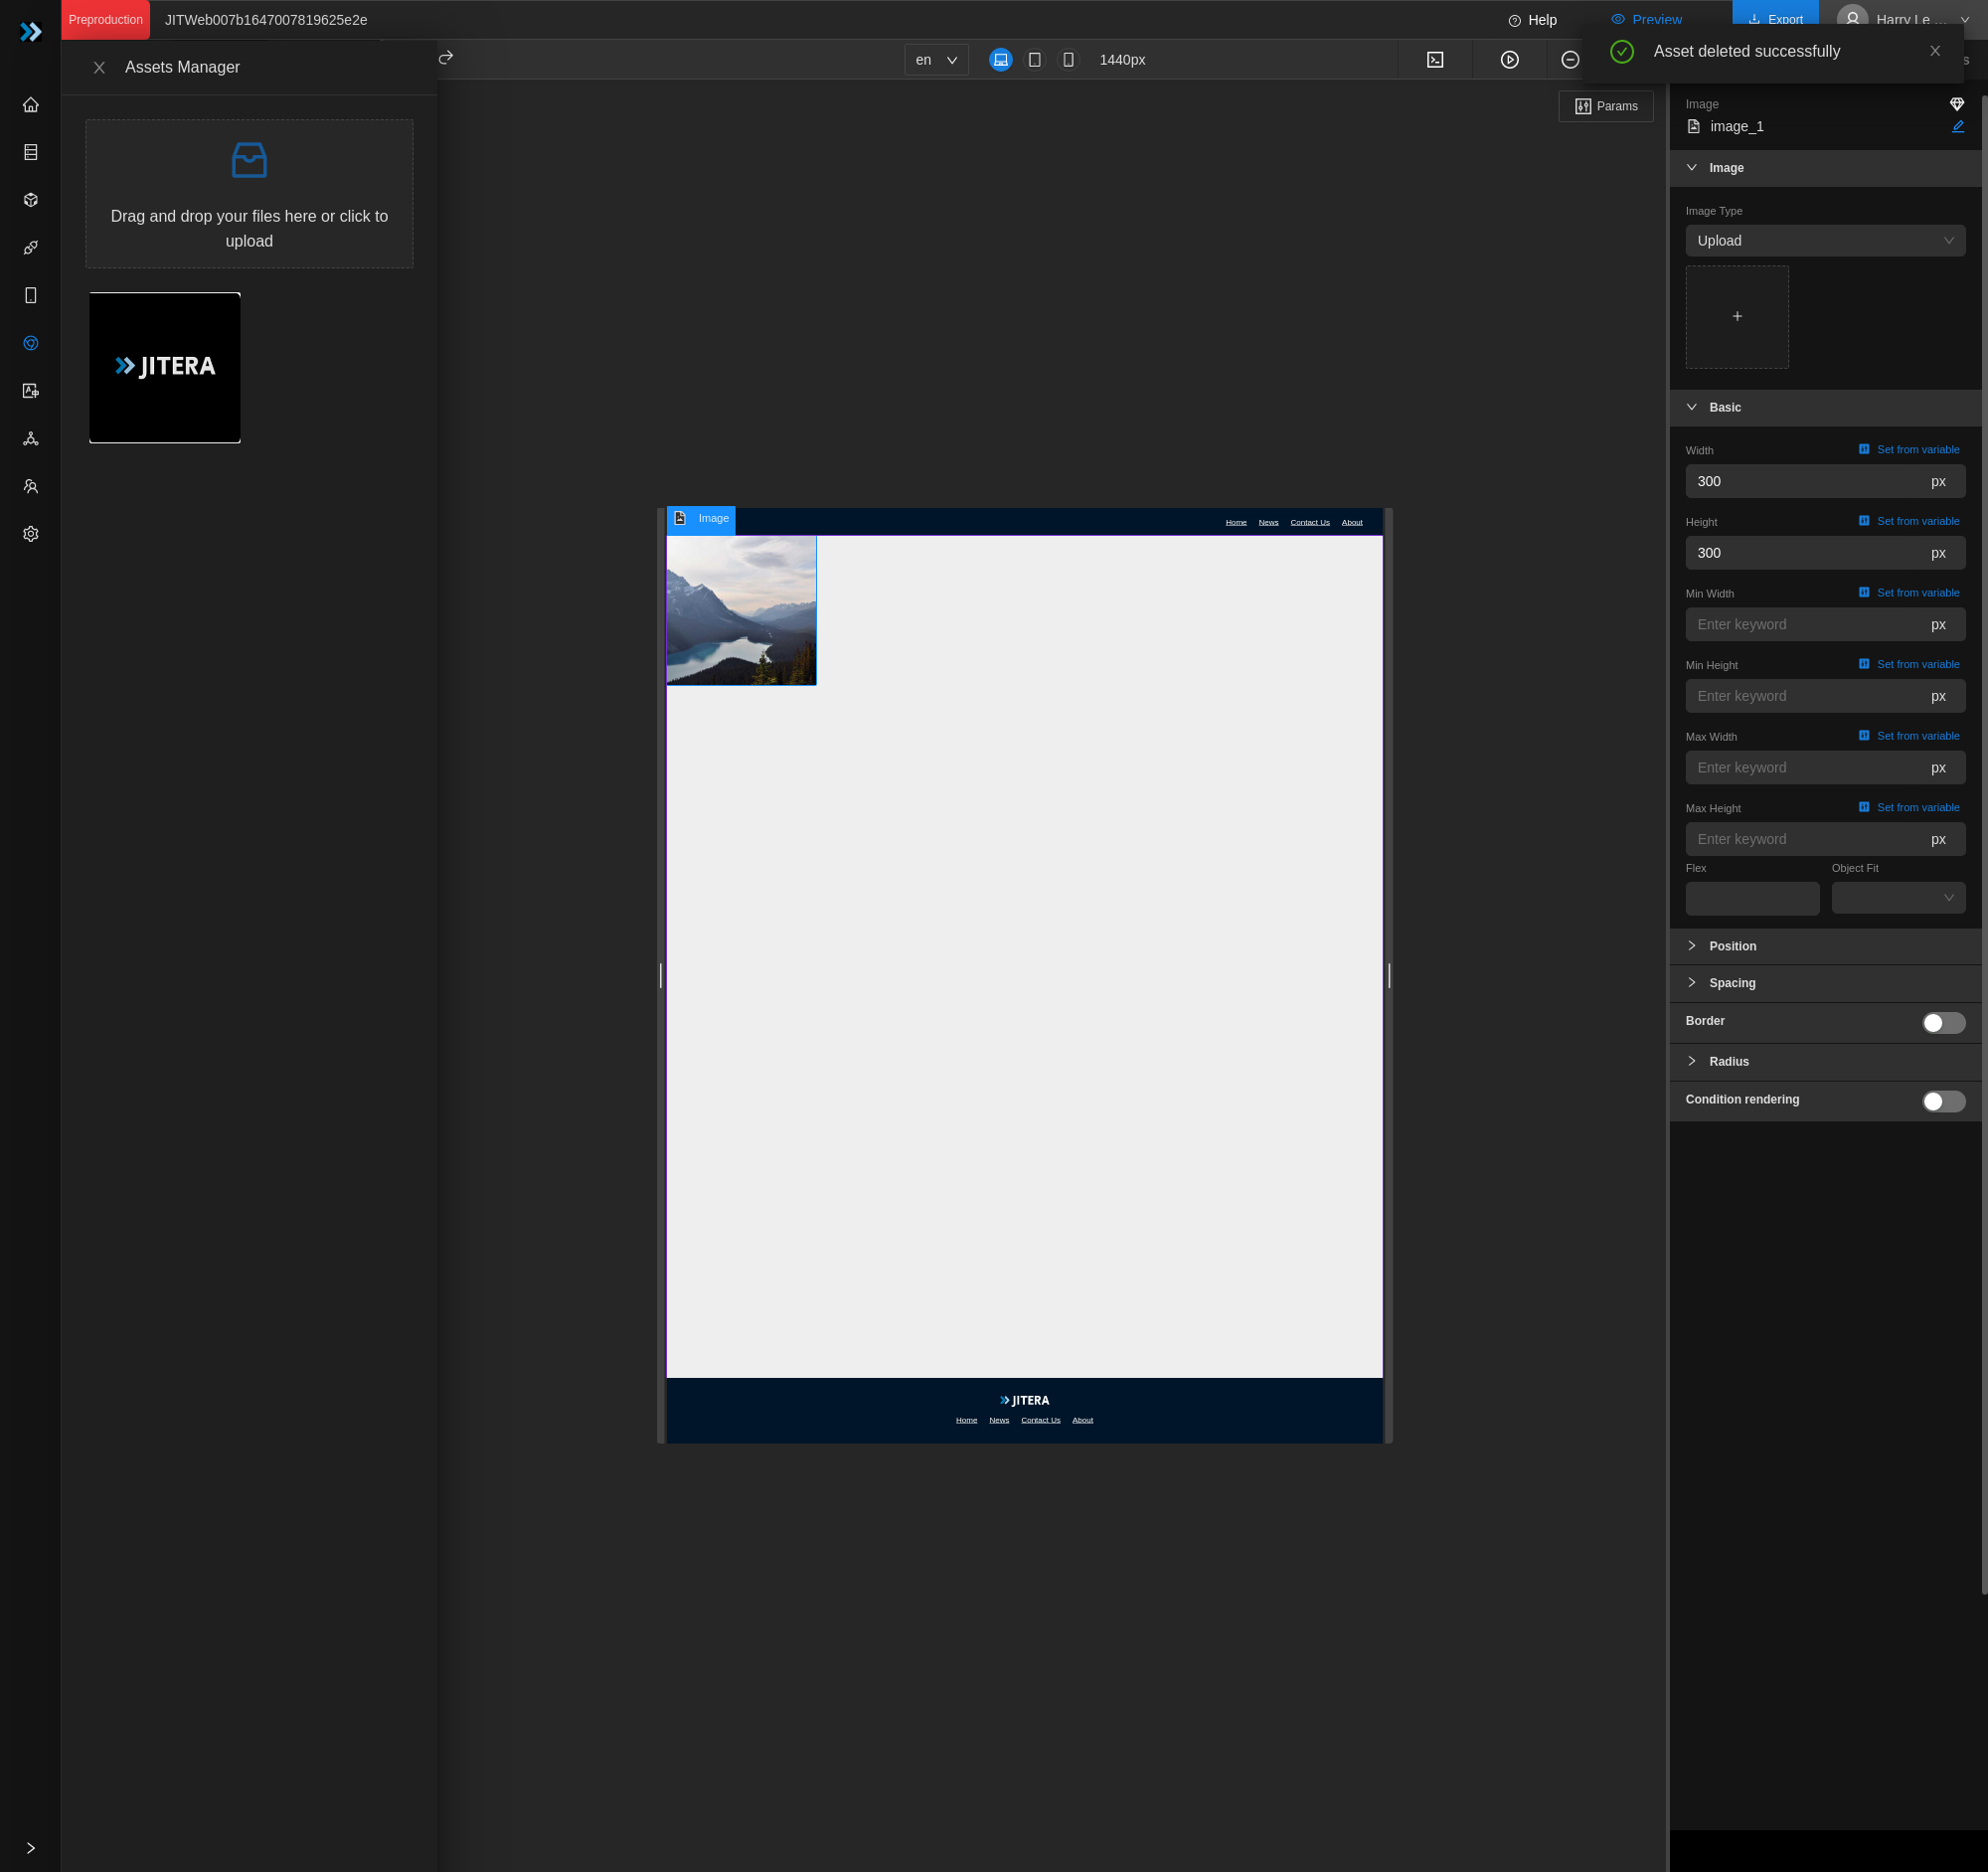 Preproduction
JITWeb007b1647007819625e2e
Help
Preview
Export
Harry Le ...
Assets Manager
en
1440px
Asset deleted successfully
Params
Drag and drop your files here or click to
upload
JITERA
Image
Home
News
Contact Us
About
JITERA
Home
News
Contact Us
About
Image
image_1
Image
Image Type
Upload
Basic
Width
Set from variable
300
px
Height
Set from variable
300
px
Min Width
Set from variable
Enter keyword
px
Min Height
Set from variable
Enter keyword
px
Max Width
Set from variable
Enter keyword
px
Max Height
Set from variable
Enter keyword
px
Flex
Object Fit
Position
Spacing
Border
Radius
Condition rendering